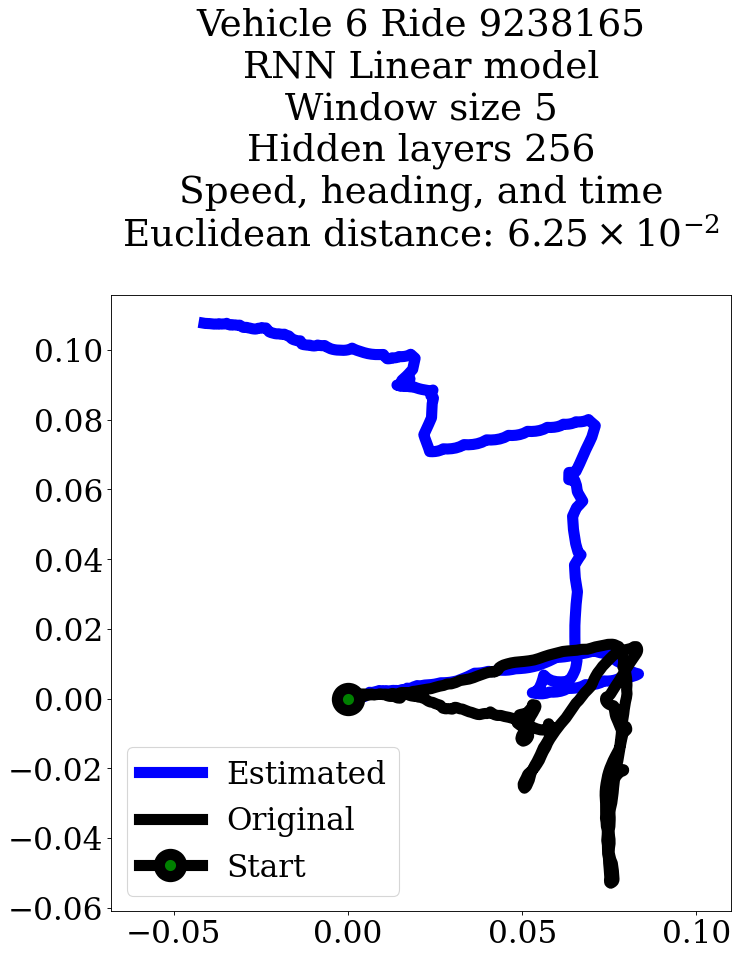 Vehicle 6 Ride 9238165
RNN Linear model
Window size 5
Hidden layers 256
Speed, heading, and time
Euclidean distance: 6.25 × 10⁻²
0.10
0.08
0.06
0.04
0.02
0.00
−0.02
−0.04
−0.06
Estimated
Original
Start
−0.05
0.00
0.05
0.10